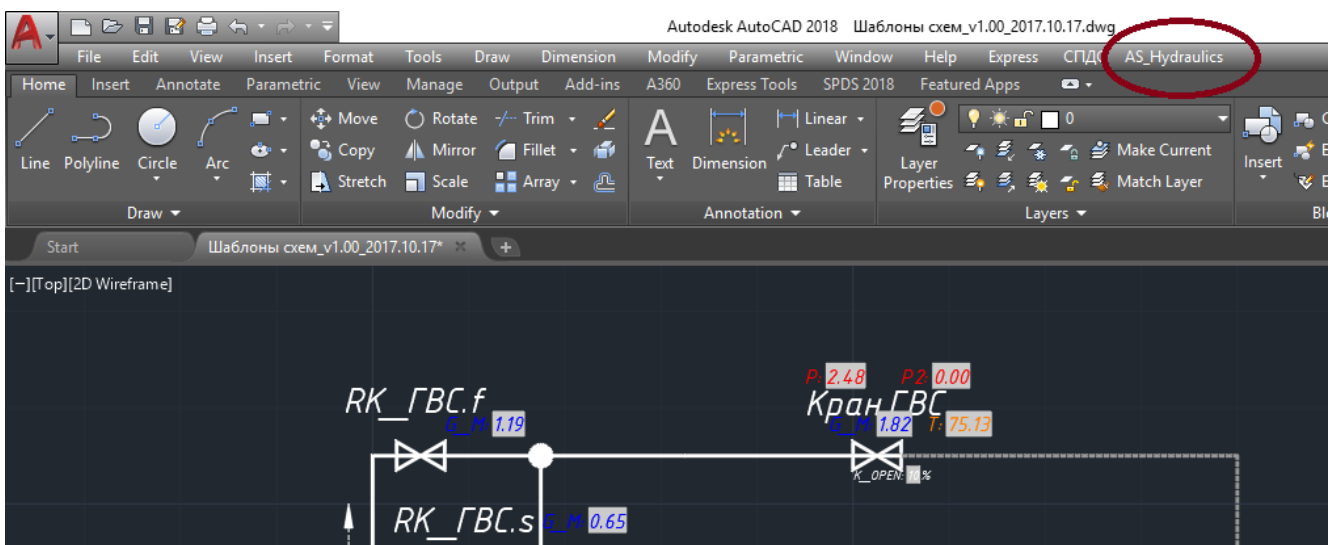 Autodesk AutoCAD 2018 Шаблоны схем_v1.00_2017.10.17.dwg
File Edit View Insert Format Tools Draw Dimension Modify Parametric Window Help Express СПДС AS_Hydraulics
Home Insert Annotate Parametric View Manage Output Add-ins A360 Express Tools SPDS 2018 Featured Apps
Move Rotate Trim Linear 0
Copy Mirror Fillet Leader Make Current
Line Polyline Circle Arc Text Dimension Layer Properties Insert
Stretch Scale Array Table Match Layer
Draw Modify Annotation Layers
Start Шаблоны схем_v1.00_2017.10.17*
[−][Top][2D Wireframe]
P: 2.48 P2: 0.00
RK_ГВС.f Кран ГВС
G_M: 1.19 G_M: 1.82 T: 75.13
K_OPEN: 10 %
RK_ГВС.s G_M: 0.65